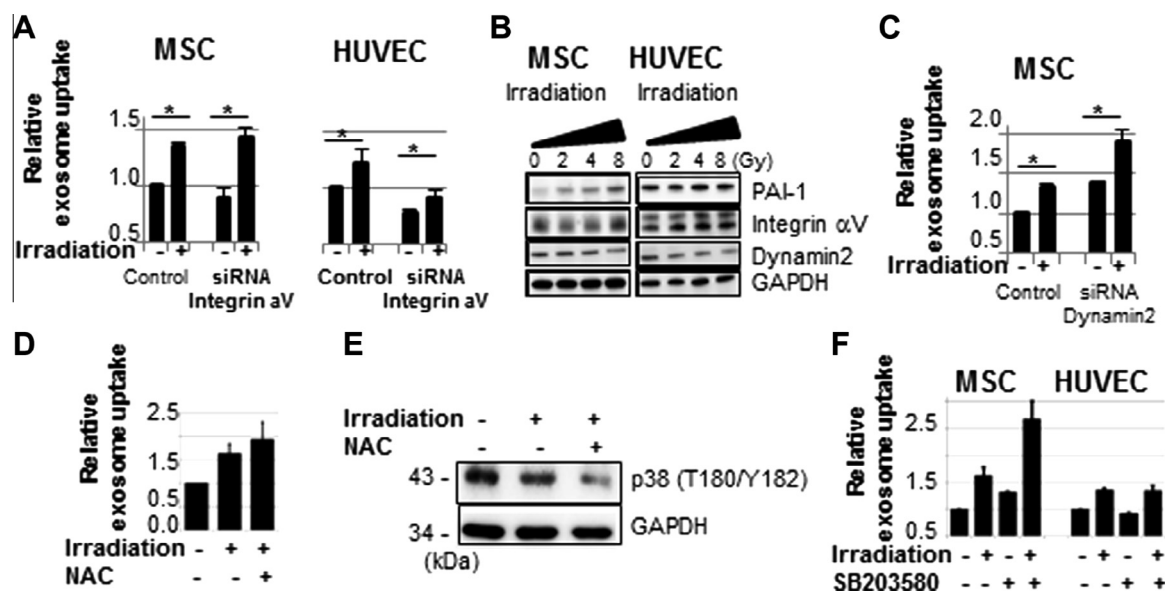 A
MSC
HUVEC
Relative
exosome uptake
1.5
1.0
0.5
Irradiation - + - + - + - +
Control siRNA Control siRNA
Integrin aV Integrin aV
* * * *
B
MSC HUVEC
Irradiation Irradiation
0 2 4 8 0 2 4 8 (Gy)
PAI-1
Integrin αV
Dynamin2
GAPDH
C
MSC
Relative
exosome uptake
2.0
1.5
1.0
0.5
* *
Irradiation - + - +
Control siRNA
Dynamin2
D
Relative
exosome uptake
2.5
1.5
0.5
0.0
Irradiation - + +
NAC - - +
E
Irradiation - + +
NAC - - +
43 - p38 (T180/Y182)
34 - GAPDH
(kDa)
F
MSC HUVEC
Relative
exosome uptake
2.5
1.5
0.5
Irradiation - + - + - + - +
SB203580 - - + + - - + +